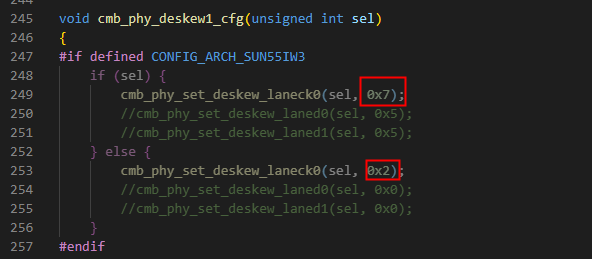 245 void cmb_phy_deskew1_cfg(unsigned int sel)
246 {
247 #if defined CONFIG_ARCH_SUN55IW3
248 if (sel) {
249 cmb_phy_set_deskew_laneck0(sel, 0x7);
250 //cmb_phy_set_deskew_laned0(sel, 0x5);
251 //cmb_phy_set_deskew_laned1(sel, 0x5);
252 } else {
253 cmb_phy_set_deskew_laneck0(sel, 0x2);
254 //cmb_phy_set_deskew_laned0(sel, 0x0);
255 //cmb_phy_set_deskew_laned1(sel, 0x0);
256 }
257 #endif